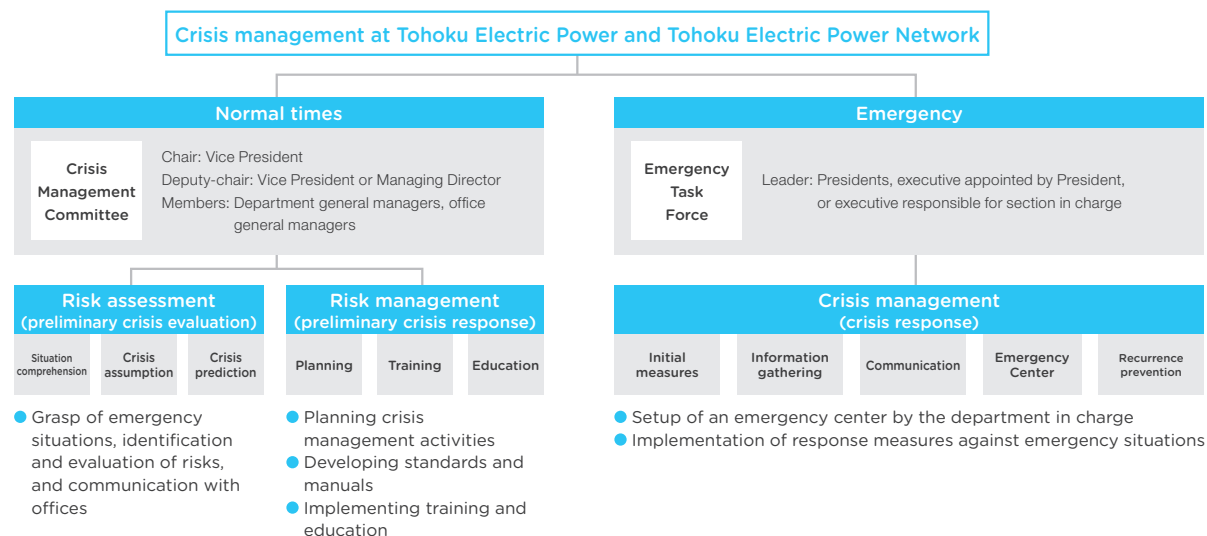 Crisis management at Tohoku Electric Power and Tohoku Electric Power Network
Normal times
Crisis
Management
Committee
Chair: Vice President
Deputy-chair: Vice President or Managing Director
Members: Department general managers, office
general managers
Emergency
Emergency
Task
Force
Leader: Presidents, executive appointed by President,
or executive responsible for section in charge
Risk assessment
(preliminary crisis evaluation)
Situation
comprehension
Crisis
assumption
Crisis
prediction
● Grasp of emergency
situations, identification
and evaluation of risks,
and communication with
offices
Risk management
(preliminary crisis response)
Planning
Training
Education
● Planning crisis
management activities
● Developing standards and
manuals
● Implementing training and
education
Crisis management
(crisis response)
Initial
measures
Information
gathering
Communication
Emergency
Center
Recurrence
prevention
● Setup of an emergency center by the department in charge
● Implementation of response measures against emergency situations